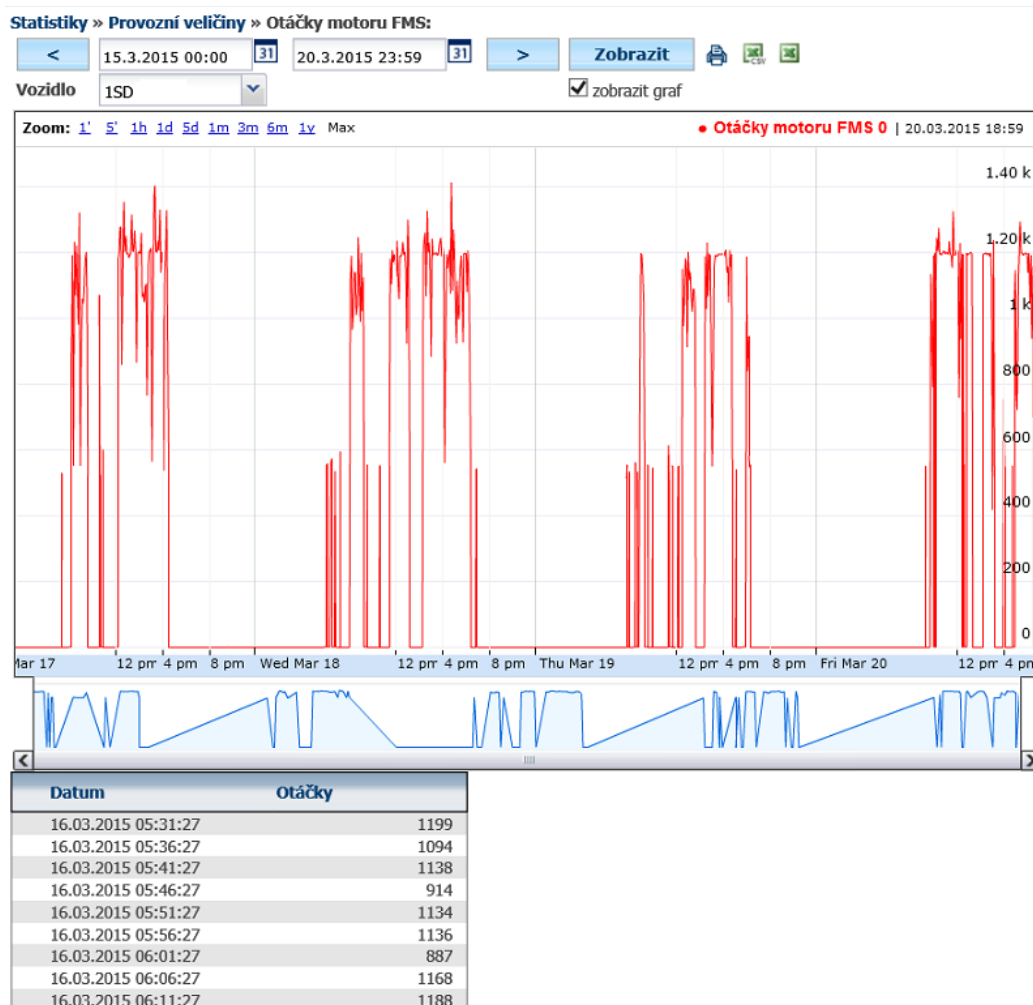 Statistiky » Provozní veličiny » Otáčky motoru FMS:
< 15.3.2015 00:00 31 20.3.2015 23:59 31 > Zobrazit CSV
Vozidlo 1SD zobrazit graf
Zoom: 1' 5' 1h 1d 5d 1m 3m 6m 1y Max • Otáčky motoru FMS 0 | 20.03.2015 18:59
1.40 k
1.20 k
1 k
800
600
400
200
0
Mar 17 12 pm 4 pm 8 pm Wed Mar 18 12 pm 4 pm 8 pm Thu Mar 19 12 pm 4 pm 8 pm Fri Mar 20 12 pm 4 pm
Datum Otáčky
16.03.2015 05:31:27 1199
16.03.2015 05:36:27 1094
16.03.2015 05:41:27 1138
16.03.2015 05:46:27 914
16.03.2015 05:51:27 1134
16.03.2015 05:56:27 1136
16.03.2015 06:01:27 887
16.03.2015 06:06:27 1168
16.03.2015 06:11:27 1188